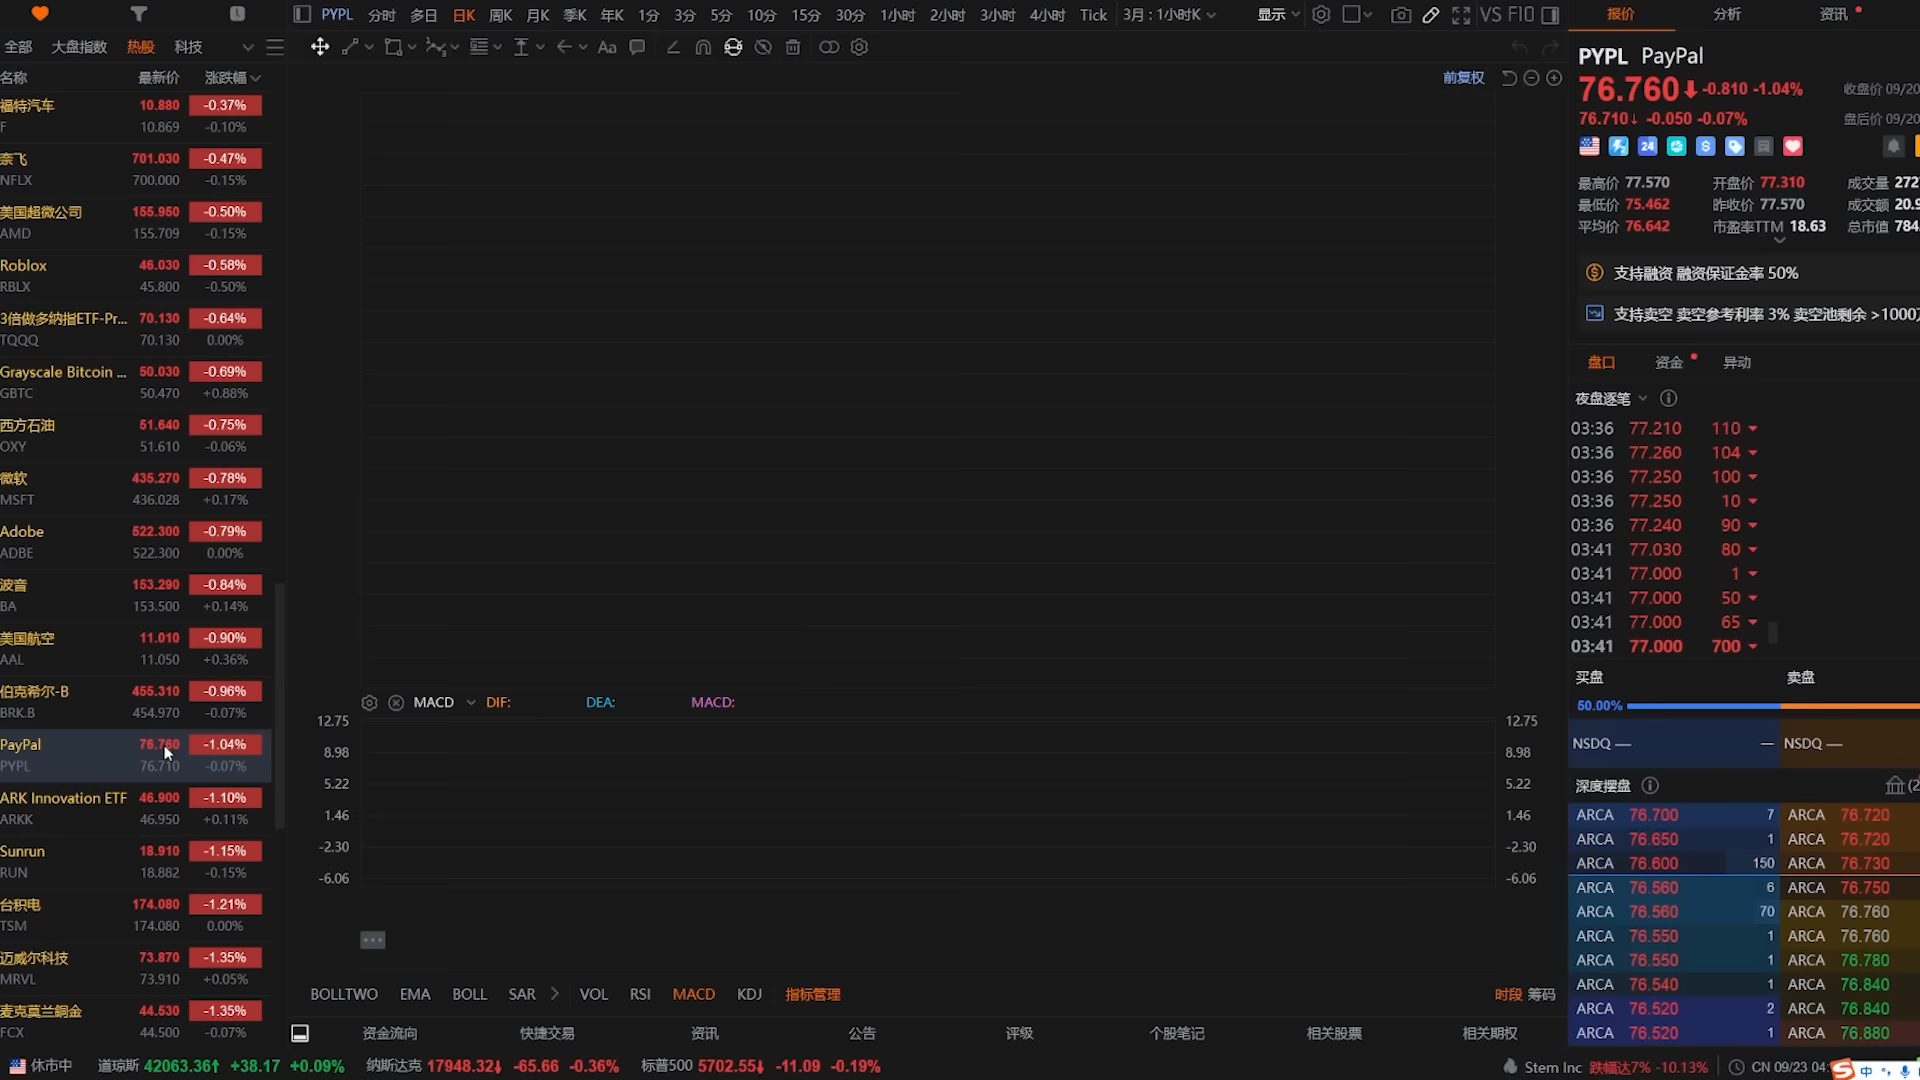 PYPL 分时 多日 日K 周K 月K 季K 年K 1分 3分 5分 10分 15分 30分 1小时 2小时 3小时 4小时 Tick 3月 : 1小时K 显示 VS F10 报价 分析 资讯
全部 大盘指数 热股 科技 Aa
名称 最新价 涨跌幅
前复权
福特汽车 10.880 -0.37%
F 10.869 -0.10%
奈飞 701.030 -0.47%
NFLX 700.000 -0.15%
美国超微公司 155.950 -0.50%
AMD 155.709 -0.15%
Roblox 46.030 -0.58%
RBLX 45.800 -0.50%
3倍做多纳指ETF-Pr... 70.130 -0.64%
TQQQ 70.130 0.00%
Grayscale Bitcoin ... 50.030 -0.69%
GBTC 50.470 +0.88%
西方石油 51.640 -0.75%
OXY 51.610 -0.06%
微软 435.270 -0.78%
MSFT 436.028 +0.17%
Adobe 522.300 -0.79%
ADBE 522.300 0.00%
波音 153.290 -0.84%
BA 153.500 +0.14%
美国航空 11.010 -0.90%
AAL 11.050 +0.36%
伯克希尔-B 455.310 -0.96%
BRK.B 454.970 -0.07%
PayPal 76.760 -1.04%
PYPL 76.710 -0.07%
ARK Innovation ETF 46.900 -1.10%
ARKK 46.950 +0.11%
Sunrun 18.910 -1.15%
RUN 18.882 -0.15%
台积电 174.080 -1.21%
TSM 174.080 0.00%
迈威尔科技 73.870 -1.35%
MRVL 73.910 +0.05%
麦克莫兰铜金 44.530 -1.35%
FCX 44.500 -0.07%
MACD DIF: DEA: MACD:
12.75 12.75
8.98 8.98
5.22 5.22
1.46 1.46
-2.30 -2.30
-6.06 -6.06
BOLLTWO EMA BOLL SAR VOL RSI MACD KDJ 指标管理 时段 筹码
资金流向 快捷交易 资讯 公告 评级 个股笔记 相关股票 相关期权
PYPL PayPal
76.760 -0.810 -1.04% 收盘价 09/20
76.710↓ -0.050 -0.07% 盘后价 09/20
24
最高价 77.570 开盘价 77.310 成交量 272
最低价 75.462 昨收价 77.570 成交额 20.9
平均价 76.642 市盈率TTM 18.63 总市值 784.
支持融资 融资保证金率 50%
支持卖空 卖空参考利率 3% 卖空池剩余 >1000万
盘口 资金 异动
夜盘逐笔
03:36 77.210 110
03:36 77.260 104
03:36 77.250 100
03:36 77.250 10
03:36 77.240 90
03:41 77.030 80
03:41 77.000 1
03:41 77.000 50
03:41 77.000 65
03:41 77.000 700
买盘 卖盘
50.00%
NSDQ — — NSDQ —
深度摆盘 (2
ARCA 76.700 7 ARCA 76.720
ARCA 76.650 1 ARCA 76.720
ARCA 76.600 150 ARCA 76.730
ARCA 76.560 6 ARCA 76.750
ARCA 76.560 70 ARCA 76.760
ARCA 76.550 1 ARCA 76.760
ARCA 76.550 1 ARCA 76.780
ARCA 76.540 1 ARCA 76.840
ARCA 76.520 2 ARCA 76.840
ARCA 76.520 1 ARCA 76.880
休市中 道琼斯 42063.36↑ +38.17 +0.09% 纳斯达克 17948.32↓ -65.66 -0.36% 标普500 5702.55↓ -11.09 -0.19% Stem Inc 跌幅达7% -10.13% CN 09/23 04: 中